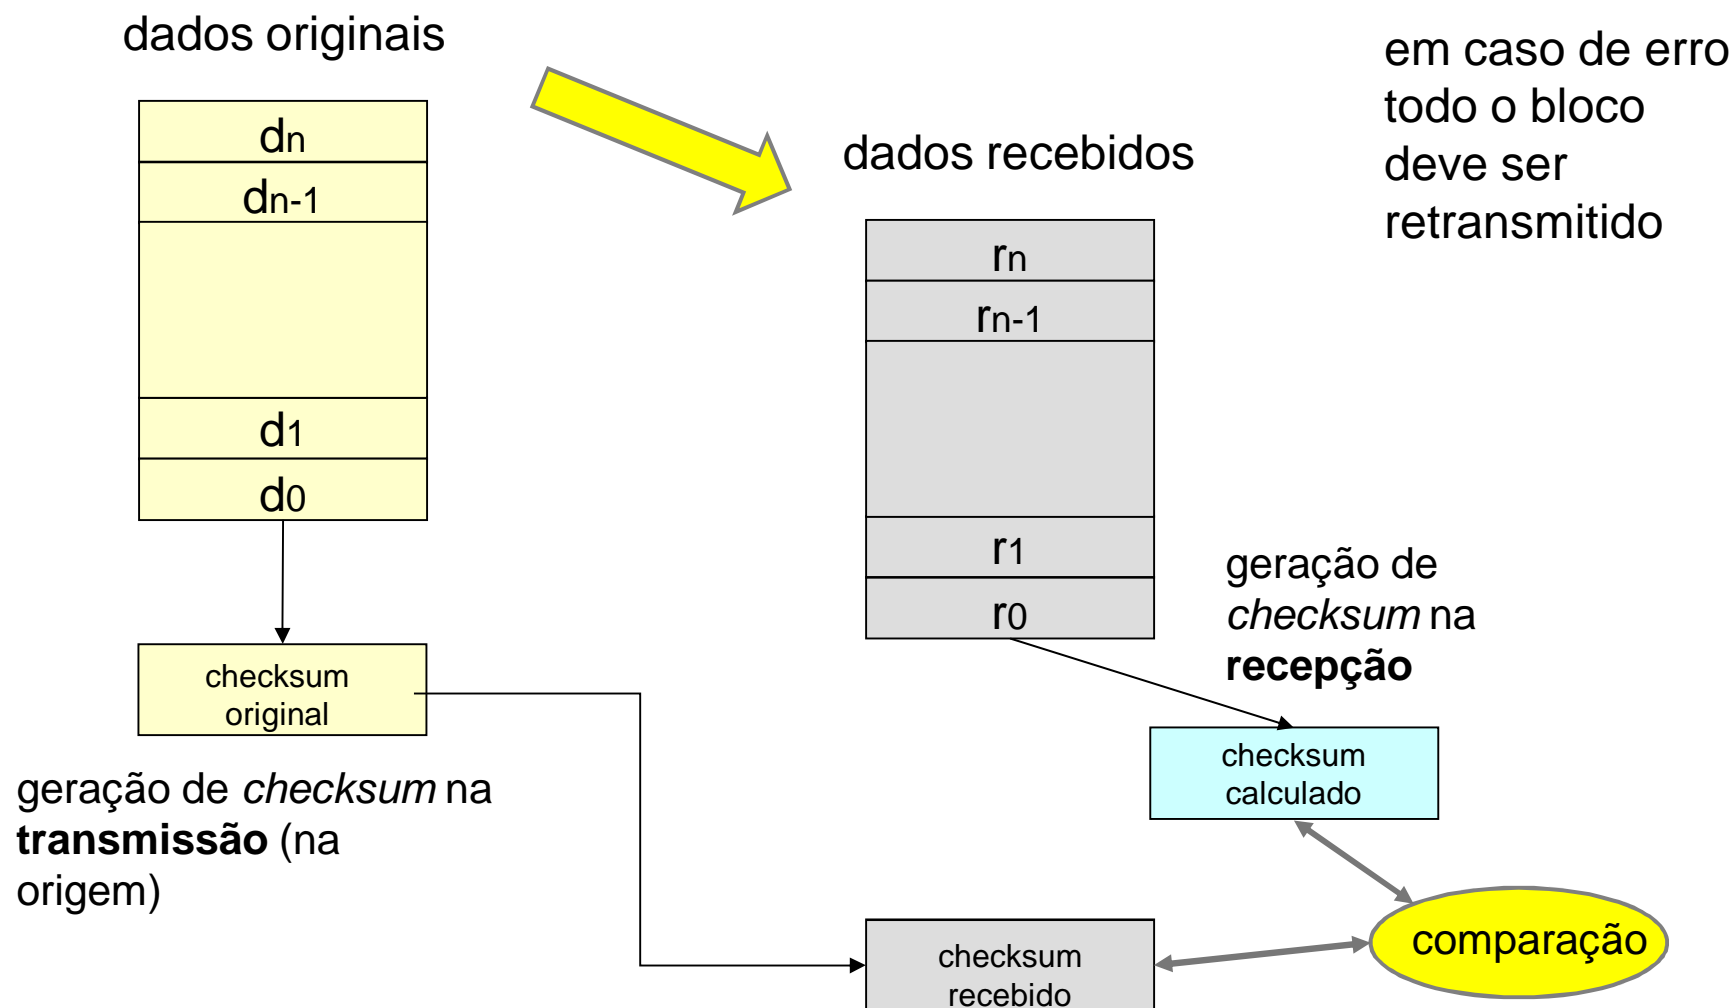 dados originais
dn
dn-1
d1
d0
checksum
original
geração de checksum na
transmissão (na
origem)
dados recebidos
rn
rn-1
r1
r0
em caso de erro
todo o bloco
deve ser
retransmitido
geração de
checksum na
recepção
checksum
calculado
comparação
checksum
recebido